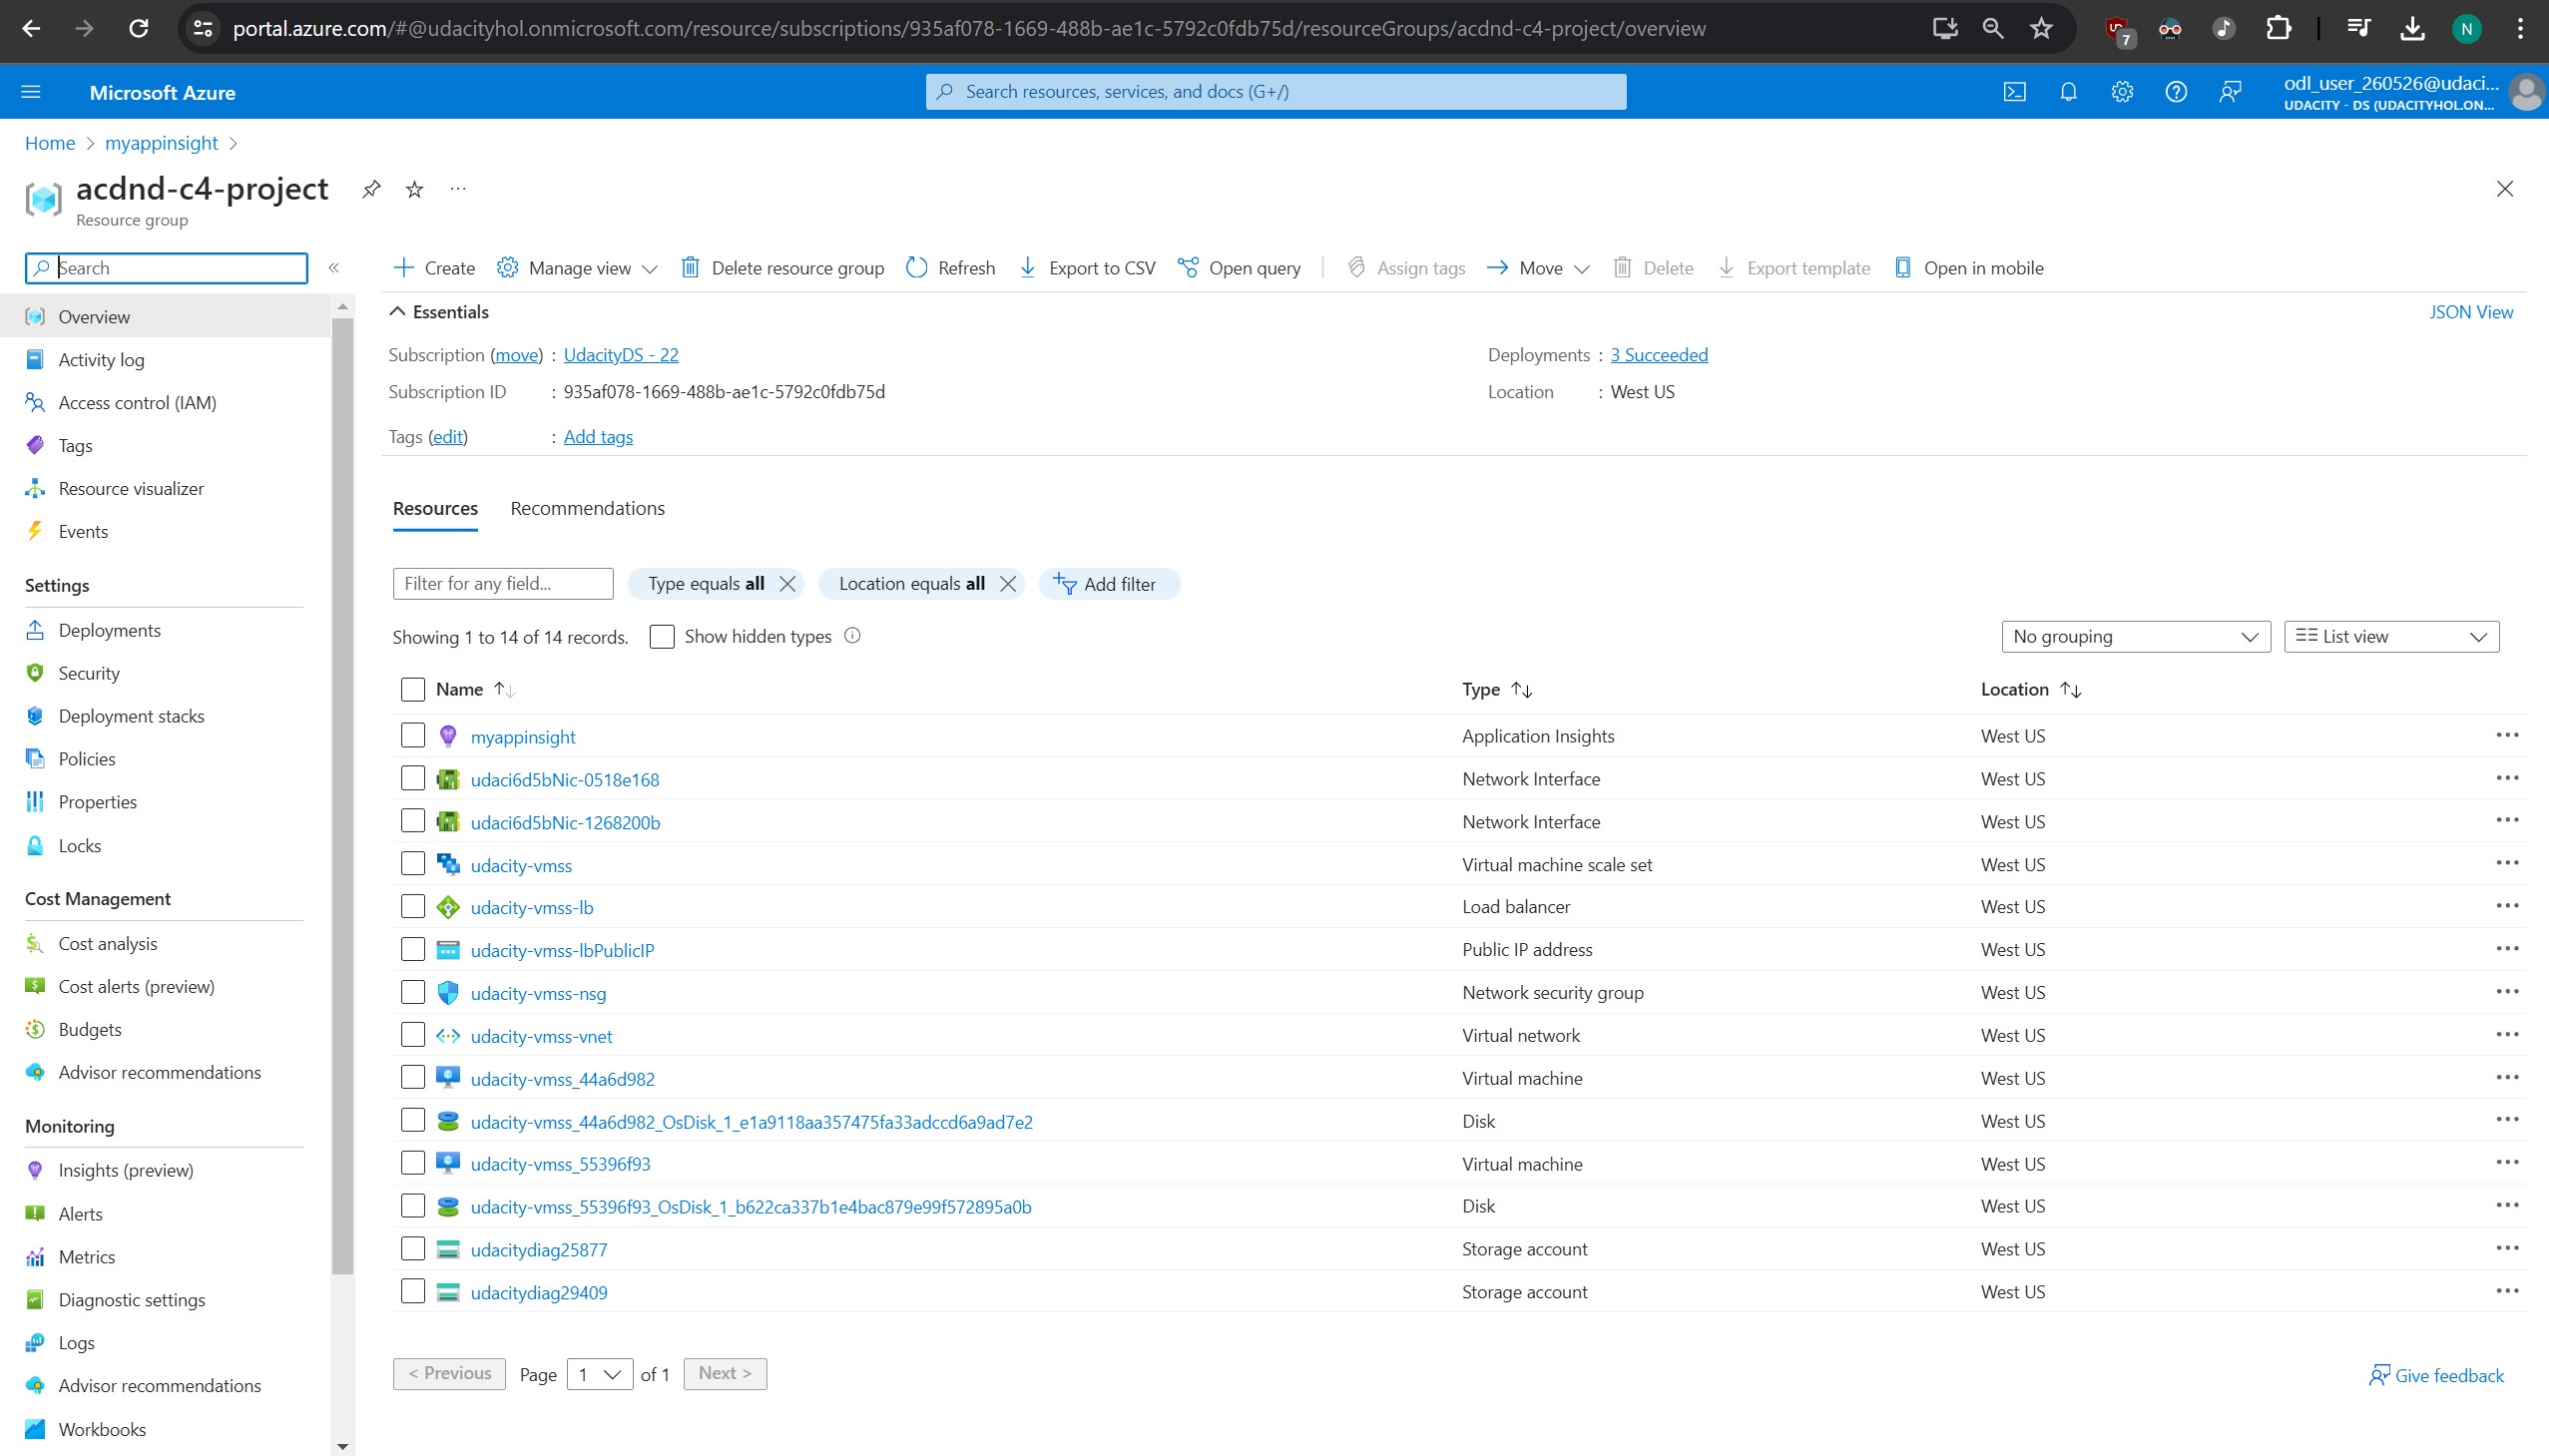 portal.azure.com/#@udacityhol.onmicrosoft.com/resource/subscriptions/935af078-1669-488b-ae1c-5792c0fdb75d/resourceGroups/acdnd-c4-project/overview
7
N
Microsoft Azure
Search resources, services, and docs (G+/)
odl_user_260526@udaci...
UDACITY - DS (UDACITYHOL.ON...
Home > myappinsight >
acdnd-c4-project
Resource group
Search
Create
Manage view
Delete resource group
Refresh
Export to CSV
Open query
Assign tags
Move
Delete
Export template
Open in mobile
Overview
Activity log
Access control (IAM)
Tags
Resource visualizer
Events
Settings
Deployments
Security
Deployment stacks
Policies
Properties
Locks
Cost Management
Cost analysis
Cost alerts (preview)
Budgets
Advisor recommendations
Monitoring
Insights (preview)
Alerts
Metrics
Diagnostic settings
Logs
Advisor recommendations
Workbooks
Essentials
JSON View
Subscription (move) : UdacityDS - 22
Deployments : 3 Succeeded
Subscription ID : 935af078-1669-488b-ae1c-5792c0fdb75d
Location : West US
Tags (edit) : Add tags
Resources
Recommendations
Filter for any field...
Type equals all
Location equals all
Add filter
Showing 1 to 14 of 14 records.
Show hidden types
No grouping
List view
Name Type Location
myappinsight Application Insights West US
udaci6d5bNic-0518e168 Network Interface West US
udaci6d5bNic-1268200b Network Interface West US
udacity-vmss Virtual machine scale set West US
udacity-vmss-lb Load balancer West US
udacity-vmss-lbPublicIP Public IP address West US
udacity-vmss-nsg Network security group West US
udacity-vmss-vnet Virtual network West US
udacity-vmss_44a6d982 Virtual machine West US
udacity-vmss_44a6d982_OsDisk_1_e1a9118aa357475fa33adccd6a9ad7e2 Disk West US
udacity-vmss_55396f93 Virtual machine West US
udacity-vmss_55396f93_OsDisk_1_b622ca337b1e4bac879e99f572895a0b Disk West US
udacitydiag25877 Storage account West US
udacitydiag29409 Storage account West US
< Previous Page 1 of 1 Next >
Give feedback